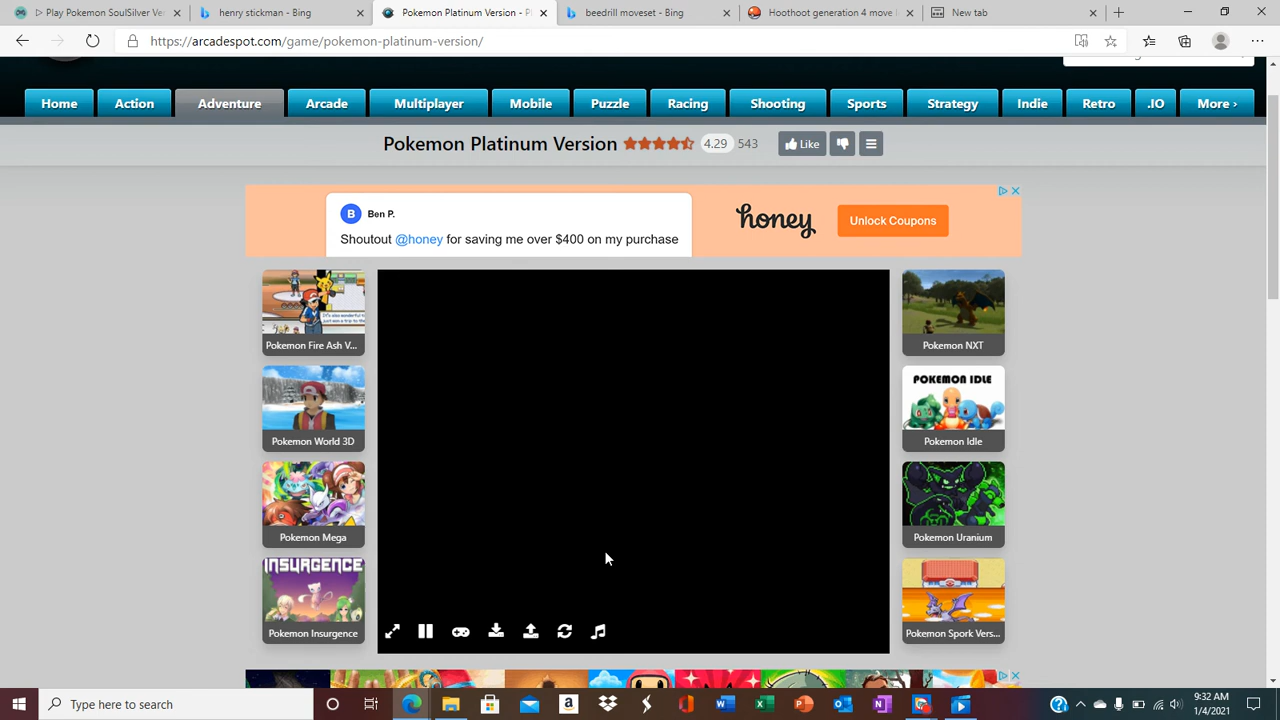 Play Pokemon SoulSilver Ver
henry stickman - Bing
Pokemon Platinum Version - P
beedrill moveset - Bing
Hoothoot generation 4 move l
New tab
https://arcadespot.com/game/pokemon-platinum-version/
Home
Action
Adventure
Arcade
Multiplayer
Mobile
Puzzle
Racing
Shooting
Sports
Strategy
Indie
Retro
.IO
More ›
Pokemon Platinum Version
4.29
543
Like
B
Ben P.
Shoutout @honey for saving me over $400 on my purchase
honey
Unlock Coupons
Pokemon Fire Ash V...
Pokemon NXT
POKEMON IDLE
Pokemon World 3D
Pokemon Idle
Pokemon Mega
Pokemon Uranium
INSURGENCE
Pokemon Insurgence
Pokemon Spork Vers...
Type here to search
9:32 AM
1/4/2021